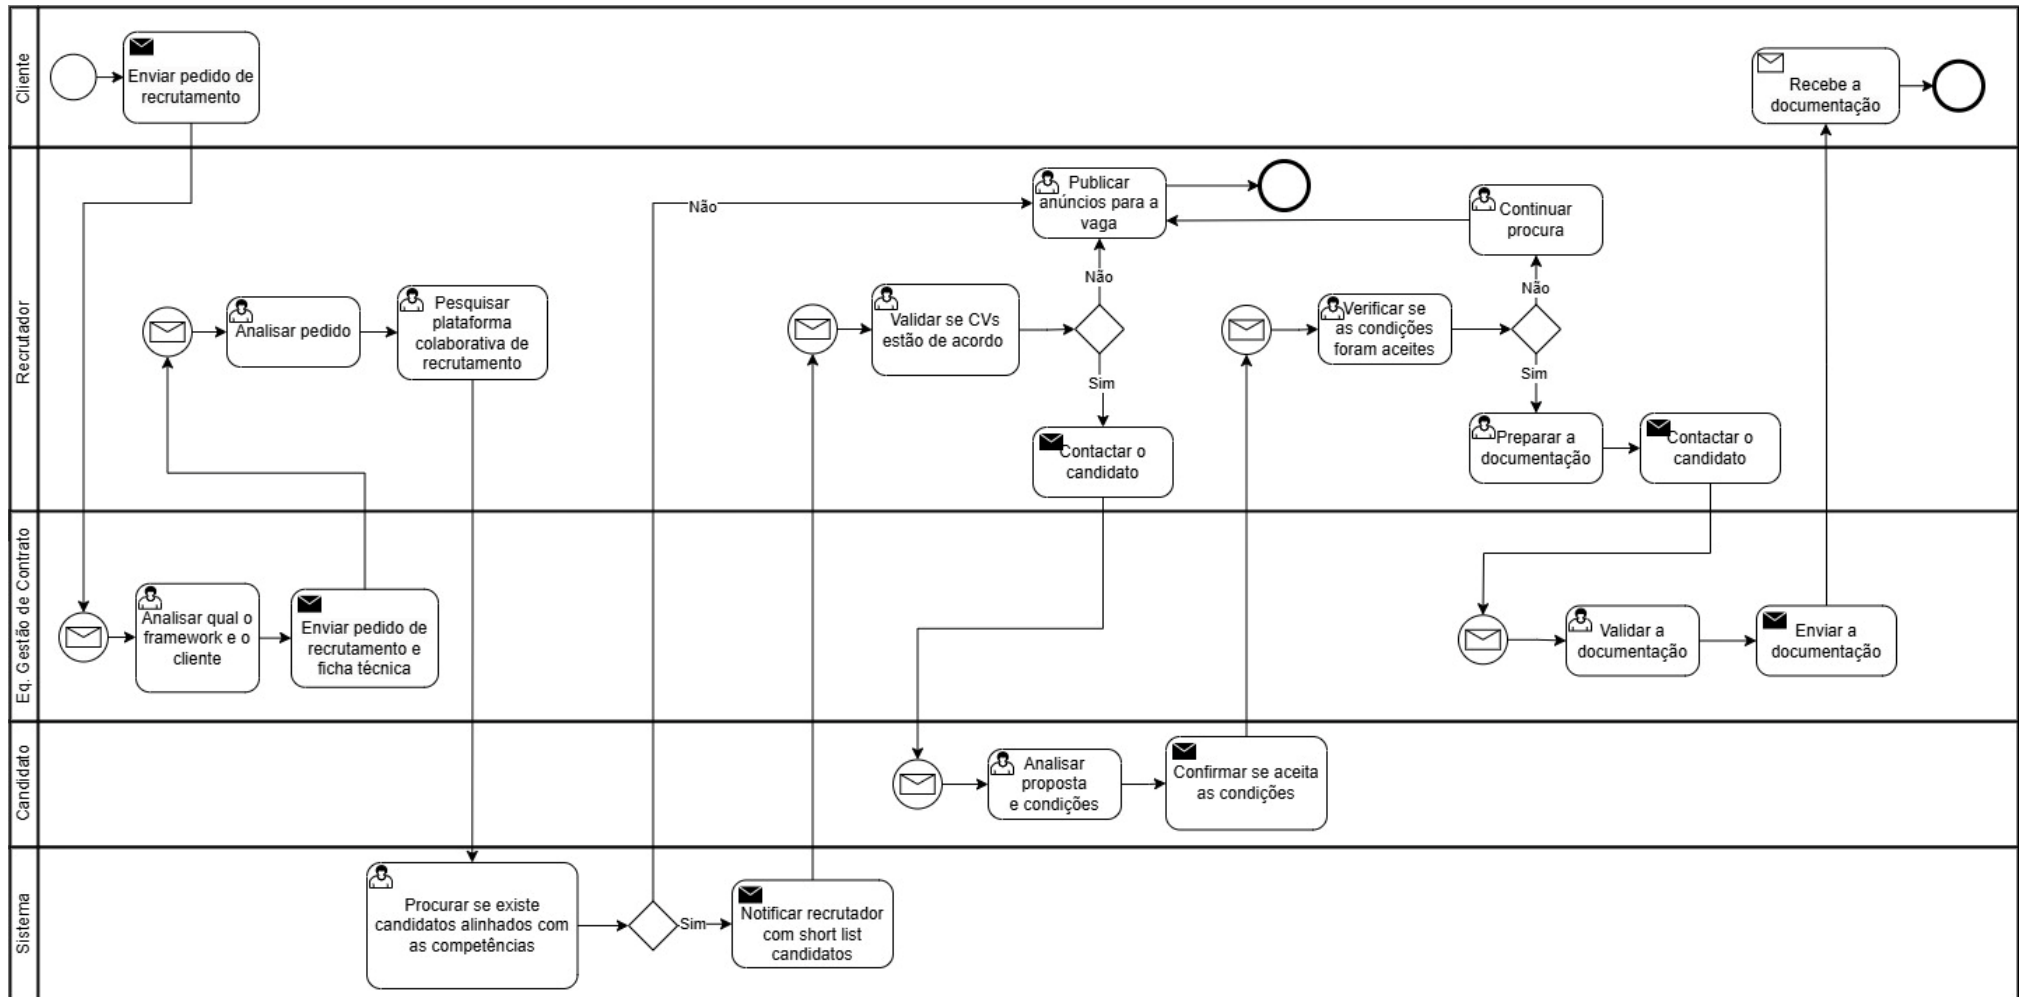 Cliente
Enviar pedido de
recrutamento
Recebe a
documentação
Recrutador
Publicar
anúncios para a
vaga
Não
Continuar
procura
Não
Não
Analisar pedido
Pesquisar
plataforma
colaborativa de
recrutamento
Validar se CVs
estão de acordo
Verificar se
as condições
foram aceites
Sim
Sim
Contactar o
candidato
Preparar a
documentação
Contactar o
candidato
Eq. Gestão de Contrato
Analisar qual o
framework e o
cliente
Enviar pedido de
recrutamento e
ficha técnica
Validar a
documentação
Enviar a
documentação
Candidato
Analisar
proposta
e condições
Confirmar se aceita
as condições
Sistema
Procurar se existe
candidatos alinhados com
as competências
Sim
Notificar recrutador
com short list
candidatos